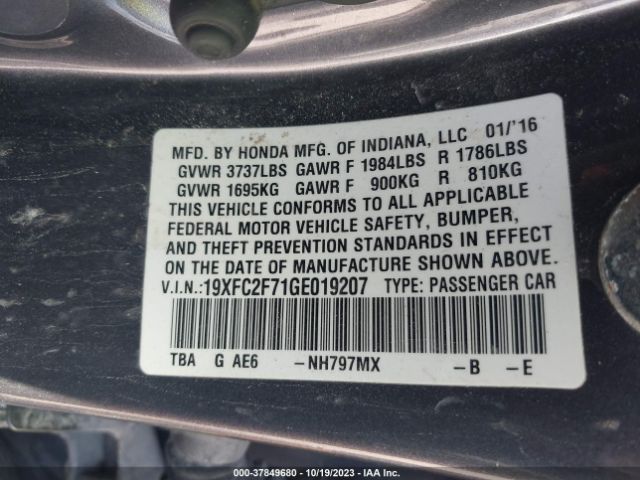 MFD. BY HONDA MFG. OF INDIANA, LLC 01/'16
GVWR 3737LBS GAWR F 1984LBS R 1786LBS
GVWR 1695KG GAWR F 900KG R 810KG
THIS VEHICLE CONFORMS TO ALL APPLICABLE
FEDERAL MOTOR VEHICLE SAFETY, BUMPER,
AND THEFT PREVENTION STANDARDS IN EFFECT
ON THE DATE OF MANUFACTURE SHOWN ABOVE.
V.I.N.:19XFC2F71GE019207 TYPE: PASSENGER CAR
TBA G AE6 –NH797MX –B –E
000-37849680 | 10/19/2023 | IAA Inc.